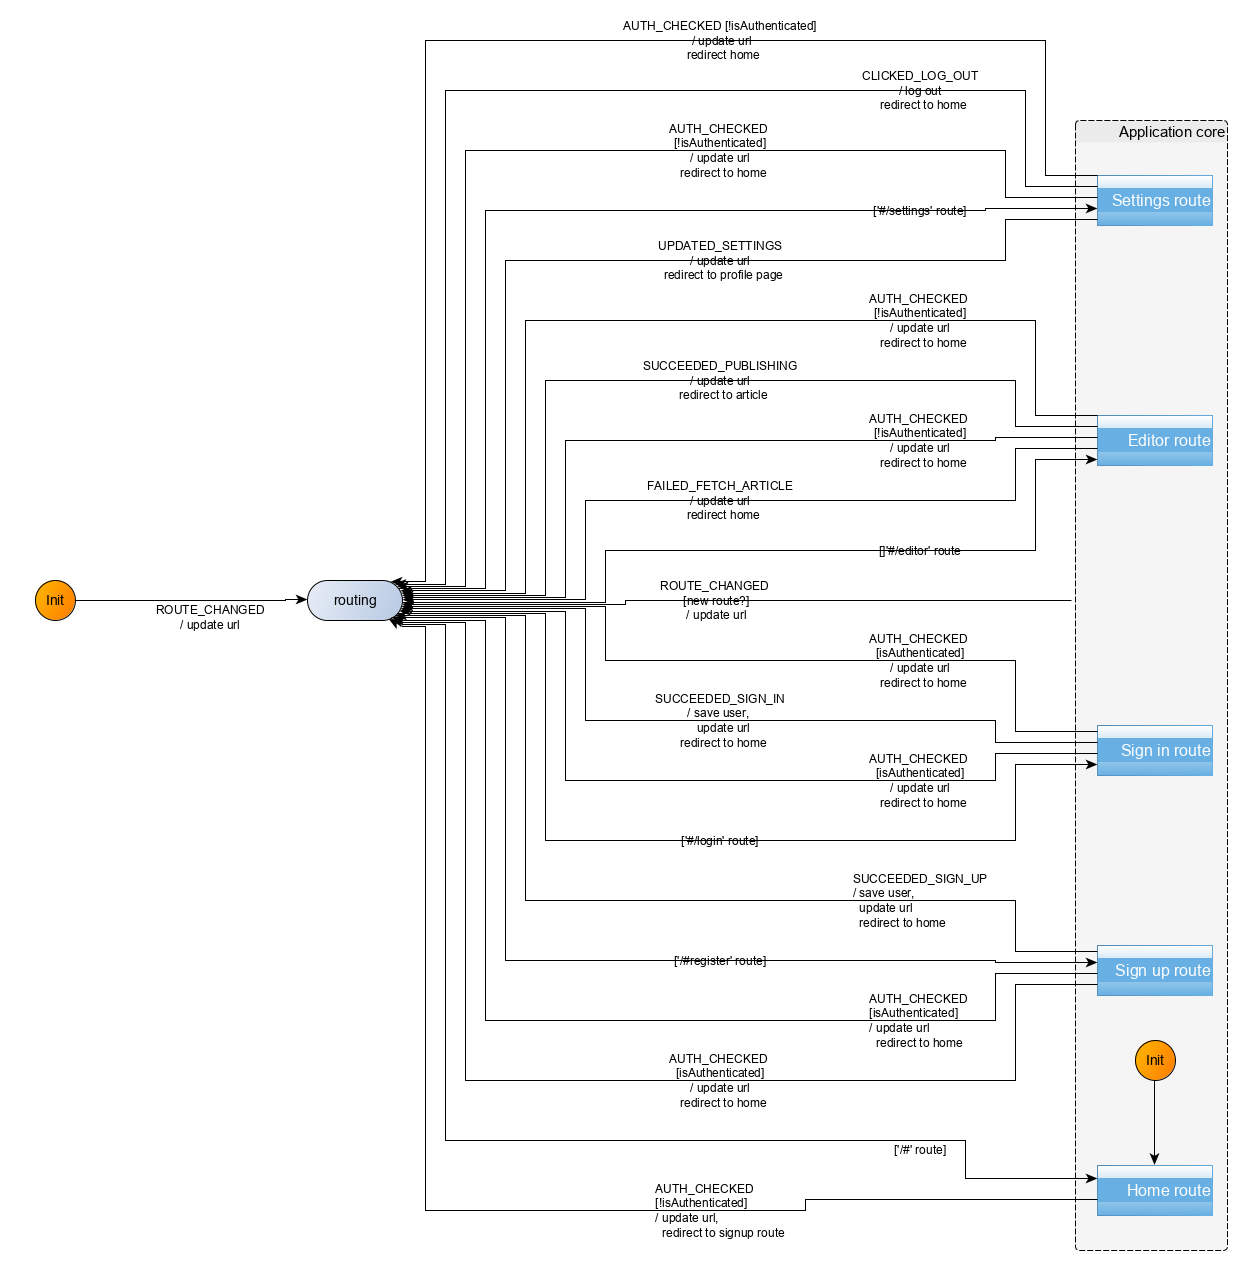 AUTH_CHECKED [!isAuthenticated]
/ update url
redirect home
CLICKED_LOG_OUT
/ log out
redirect to home
Application core
AUTH_CHECKED
[!isAuthenticated]
/ update url
redirect to home
Settings route
['#/settings' route]
UPDATED_SETTINGS
/ update url
redirect to profile page
AUTH_CHECKED
[!isAuthenticated]
/ update url
redirect to home
SUCCEEDED_PUBLISHING
/ update url
redirect to article
AUTH_CHECKED
[!isAuthenticated]
/ update url
redirect to home
Editor route
FAILED_FETCH_ARTICLE
/ update url
redirect home
[]'#/editor' route
ROUTE_CHANGED
[new route?]
/ update url
Init
ROUTE_CHANGED
/ update url
routing
AUTH_CHECKED
[isAuthenticated]
/ update url
redirect to home
SUCCEEDED_SIGN_IN
/ save user,
update url
redirect to home
Sign in route
AUTH_CHECKED
[isAuthenticated]
/ update url
redirect to home
['#/login' route]
SUCCEEDED_SIGN_UP
/ save user,
update url
redirect to home
['/#register' route]
Sign up route
AUTH_CHECKED
[isAuthenticated]
/ update url
redirect to home
AUTH_CHECKED
[isAuthenticated]
/ update url
redirect to home
Init
['/#' route]
Home route
AUTH_CHECKED
[!isAuthenticated]
/ update url,
redirect to signup route